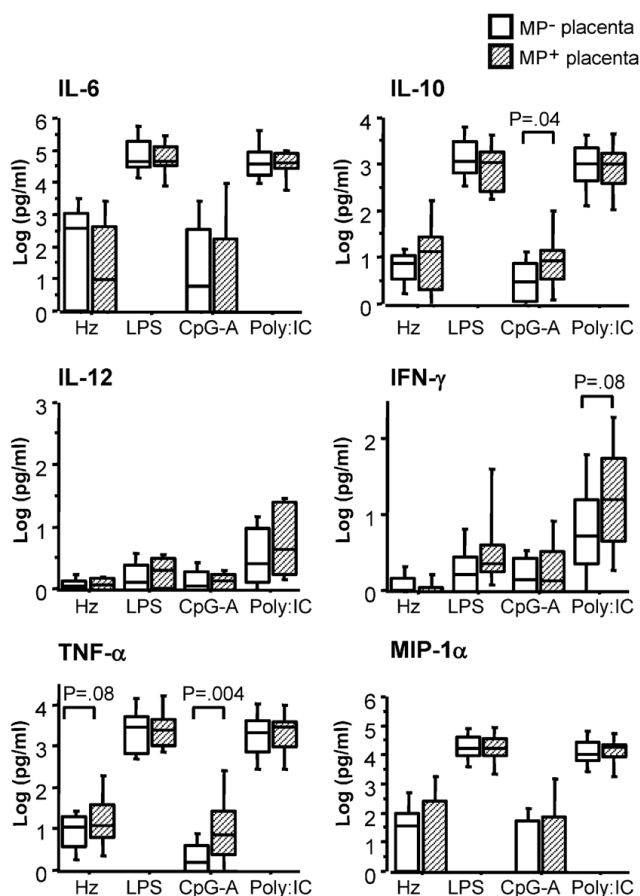 MP- placenta
MP+ placenta
IL-6
Log (pg/ml)
6
5
4
3
2
1
0
Hz LPS CpG-A Poly:IC
IL-10
P=.04
Log (pg/ml)
4
3
2
1
0
Hz LPS CpG-A Poly:IC
IL-12
Log (pg/ml)
3
2
1
0
Hz LPS CpG-A Poly:IC
IFN-γ
P=.08
Log (pg/ml)
2
1
0
Hz LPS CpG-A Poly:IC
TNF-α
P=.08 P=.004
Log (pg/ml)
4
3
2
1
0
Hz LPS CpG-A Poly:IC
MIP-1α
Log (pg/ml)
6
5
4
3
2
1
0
Hz LPS CpG-A Poly:IC